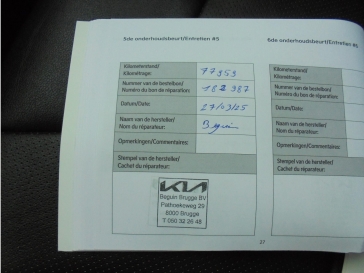 5de onderhoudsbeurt/Entretien #5
Kilometerstand/
Kilométrage:
77959
Nummer van de bestelbon/
Numéro du bon de réparation:
182387
Datum/Date:
27/03/25
Naam van de hersteller/
Nom du réparateur:
Beguin
Opmerkingen/Commentaires:
Stempel van de hersteller/
Cachet du réparateur:
KIA
Beguin Brugge BV
Pathoekeweg 29
8000 Brugge
T 050 32 26 48
27
6de onderhoudsbeurt/Entretien #6
Kilometerstand/
Kilométrage:
Nummer van de bestelbon/
Numéro du bon de réparation:
Datum/Date:
Naam van de hersteller/
Nom du réparateur:
Opmerkingen/Commentaires:
Stempel van de hersteller/
Cachet du réparateur: